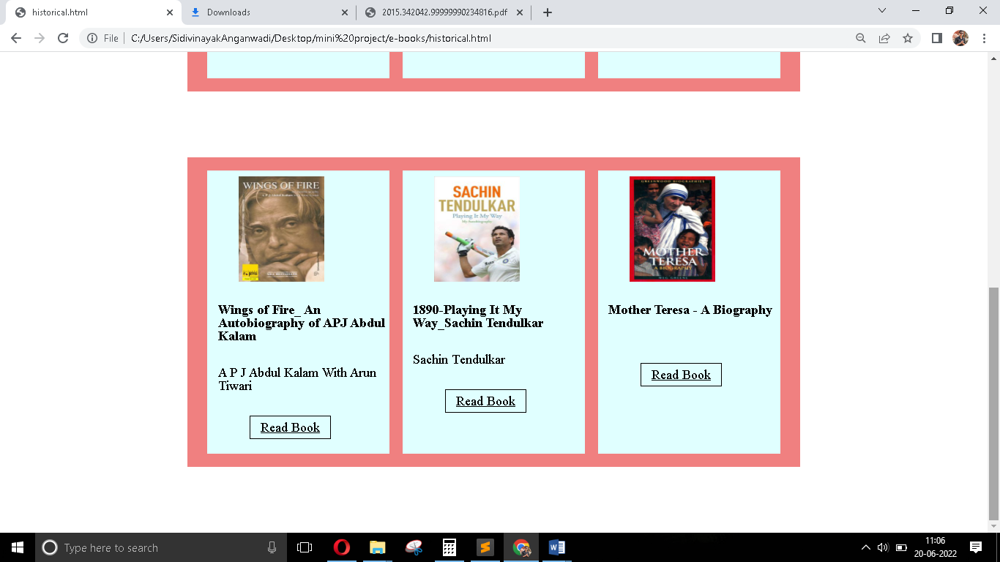 historical.html
Downloads
2015.342042.99999990234816.pdf
File
C:/Users/SidivinayakAnganwadi/Desktop/mini%20project/e-books/historical.html
WINGS OF FIRE
SACHIN
TENDULKAR
Playing It My Way
My Autobiography
GREENWOOD BIOGRAPHIES
MOTHER
TERESA
A BIOGRAPHY
MEG GREENE
Wings of Fire_ An
Autobiography of APJ Abdul
Kalam
A P J Abdul Kalam With Arun
Tiwari
Read Book
1890-Playing It My
Way_Sachin Tendulkar
Sachin Tendulkar
Read Book
Mother Teresa - A Biography
Read Book
Type here to search
11:06
20-06-2022